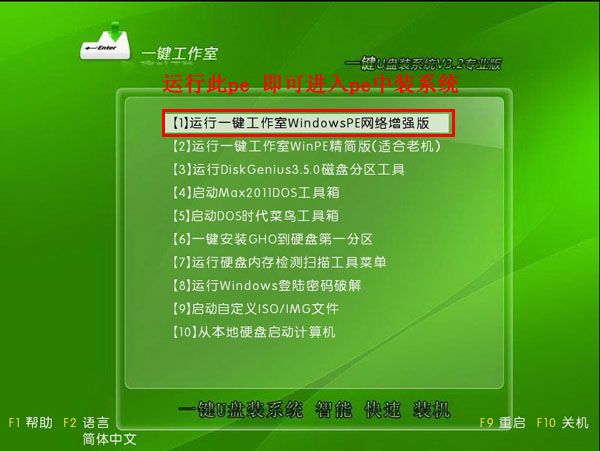 Enter
一键工作室
一键U盘装系统V3.2专业版
运行此pe 即可进入pe中装系统
【1】运行一键工作室WindowsPE网络增强版
【2】运行一键工作室WinPE精简版(适合老机)
【3】运行DiskGenius3.5.0磁盘分区工具
【4】启动Max2011DOS工具箱
【5】启动DOS时代菜鸟工具箱
【6】一键安装GHO到硬盘第一分区
【7】运行硬盘内存检测扫描工具菜单
【8】运行Windows登陆密码破解
【9】启动自定义ISO/IMG文件
【10】从本地硬盘启动计算机
一键U盘装系统 智能 快速 装机
F1 帮助 F2 语言 F9 重启 F10 关机
简体中文